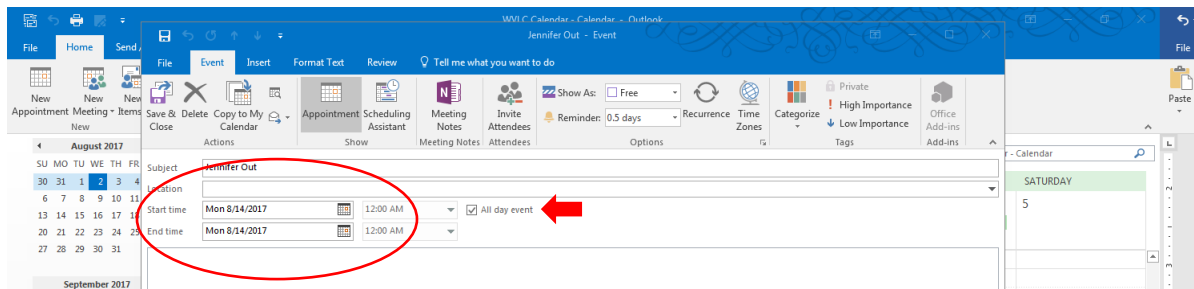 WVLC Calendar - Calendar - Outlook
Jennifer Out - Event
File Home Send /
File Event Insert Format Text Review Tell me what you want to do
File
New Appointment
New Meeting
New Items
New
Save & Close
Delete
Copy to My Calendar
Actions
Appointment
Scheduling Assistant
Show
Meeting Notes
Meeting Notes
Invite Attendees
Attendees
Show As: Free
Reminder: 0.5 days
Recurrence
Time Zones
Options
Categorize
Private
High Importance
Low Importance
Tags
Office Add-ins
Add-ins
Paste
August 2017
SU MO TU WE TH FR
30 31 1 2 3 4
6 7 8 9 10 11
13 14 15 16 17 18
20 21 22 23 24 25
27 28 29 30 31
September 2017
Subject Jennifer Out
Location
Start time Mon 8/14/2017 12:00 AM All day event
End time Mon 8/14/2017 12:00 AM
r - Calendar
SATURDAY
5
L